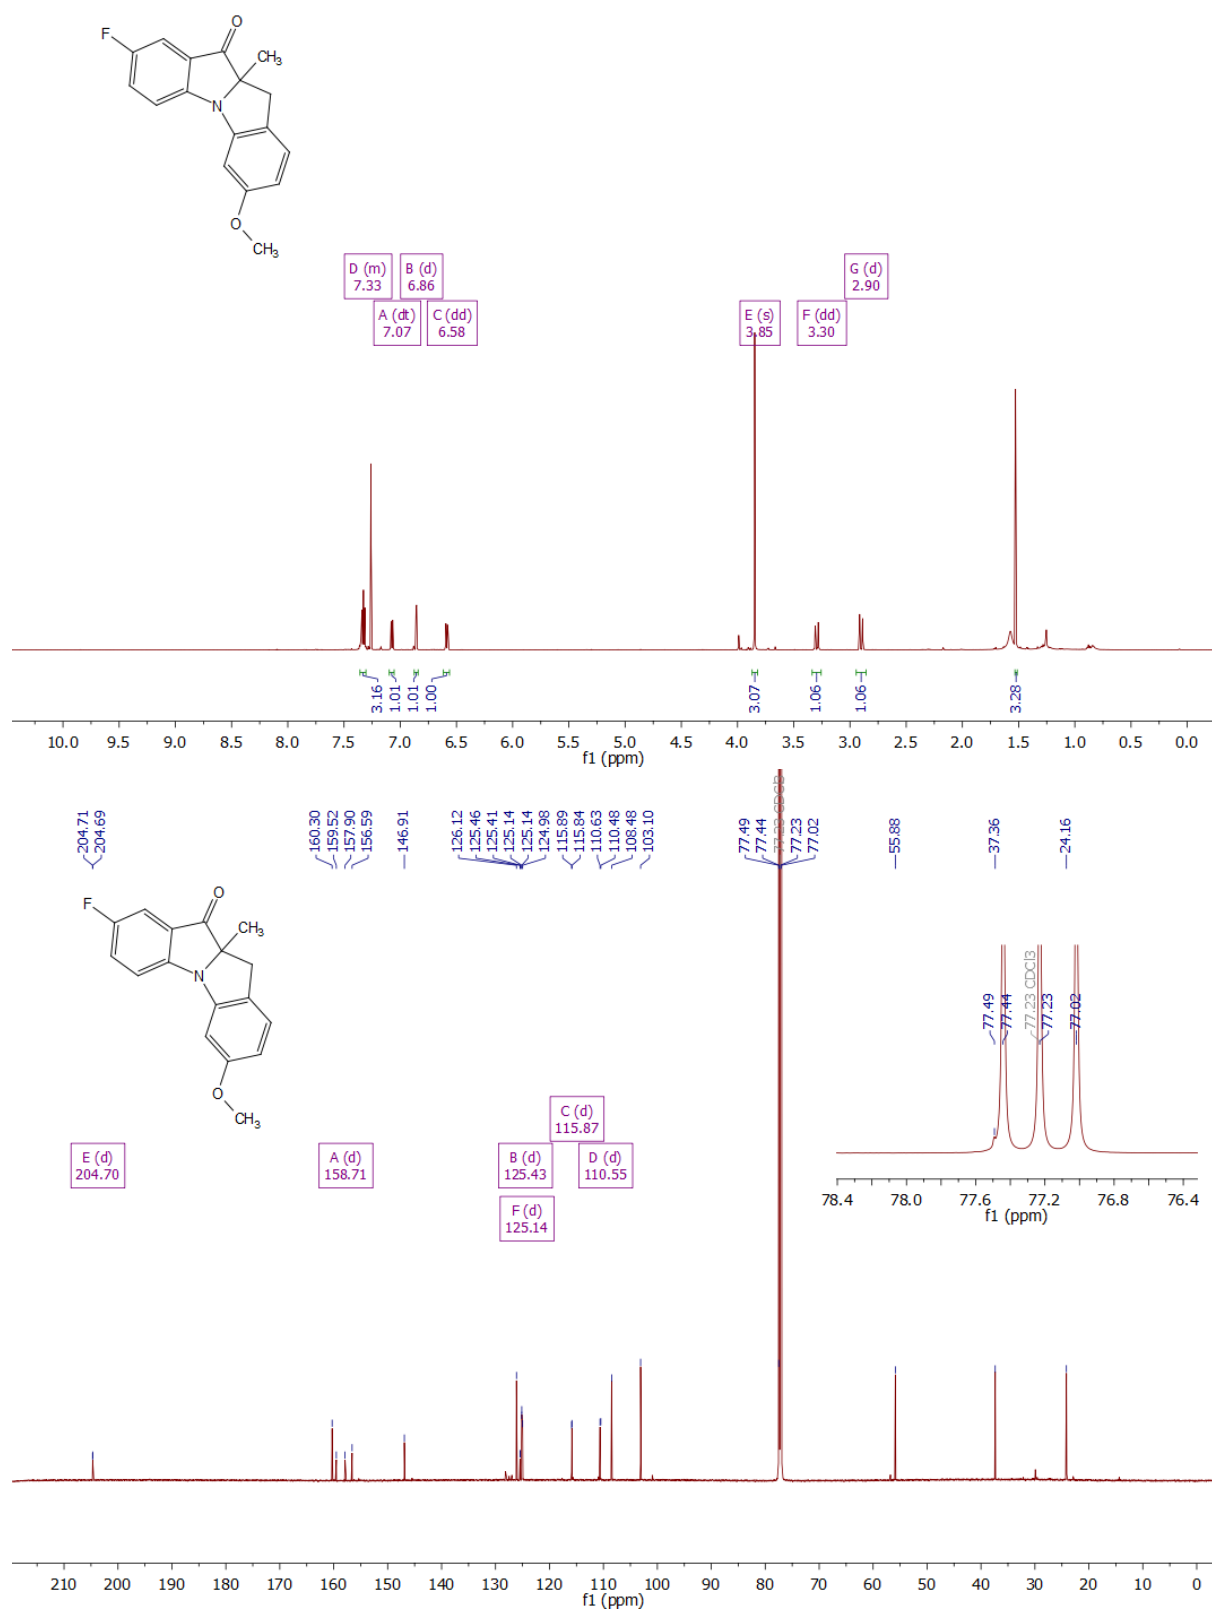 O
F
CH3
N
O
CH3
D (m)
7.33
B (d)
6.86
G (d)
2.90
A (dt)
7.07
C (dd)
6.58
E (s)
3.85
F (dd)
3.30
3.16
1.01
1.01
1.00
3.07
1.06
1.06
3.28
10.0 9.5 9.0 8.5 8.0 7.5 7.0 6.5 6.0 5.5 5.0 4.5 4.0 3.5 3.0 2.5 2.0 1.5 1.0 0.5 0.0
f1 (ppm)
204.71
204.69
160.30
159.52
157.90
156.59
146.91
126.12
125.46
125.41
125.14
125.14
124.98
115.89
115.84
110.63
110.48
108.48
103.10
77.49
77.44
77.23 CDCl3
77.23
77.02
55.88
37.36
24.16
O
F
CH3
N
O
CH3
77.49
77.44
77.23 CDCl3
77.23
77.02
78.4 78.0 77.6 77.2 76.8 76.4
f1 (ppm)
C (d)
115.87
E (d)
204.70
A (d)
158.71
B (d)
125.43
D (d)
110.55
F (d)
125.14
210 200 190 180 170 160 150 140 130 120 110 100 90 80 70 60 50 40 30 20 10 0
f1 (ppm)